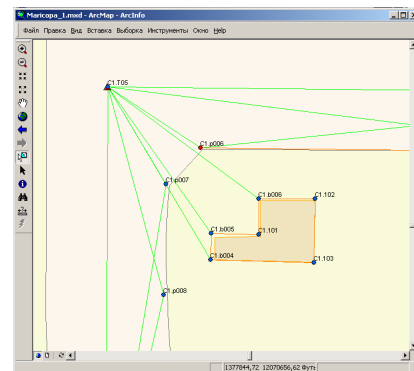 Maricopa_1.mxd - ArcMap - ArcInfo
Файл Правка Вид Вставка Выборка Инструменты Окно Help
C1.T05
C1.p006
C1.p007
C1.b006
C1.102
C1.b005
C1.101
C1.b004
C1.103
C1.p008
1377844,72 12070656,62 Футы